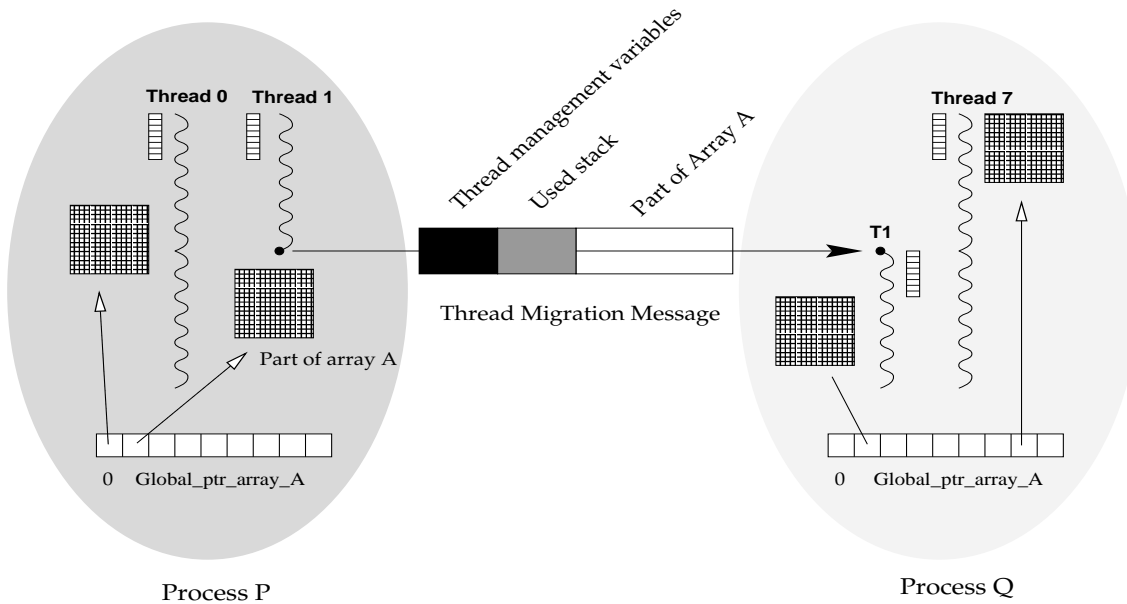 Thread management variables
Used stack
Part of Array A
Thread 0
Thread 1
Thread 7
T1
Thread Migration Message
Part of array A
0
Global_ptr_array_A
0
Global_ptr_array_A
Process P
Process Q